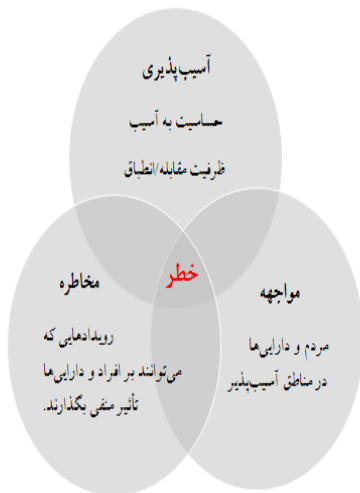 آسیب‌پذیری
حساسیت به آسیب
ظرفیت مقابله/انطباق
خطر
مخاطره
رویدادهایی که
می‌توانند بر افراد و دارایی‌ها
تأثیر منفی بگذارند.
مواجهه
مردم و دارایی‌ها
در مناطق آسیب‌پذیر